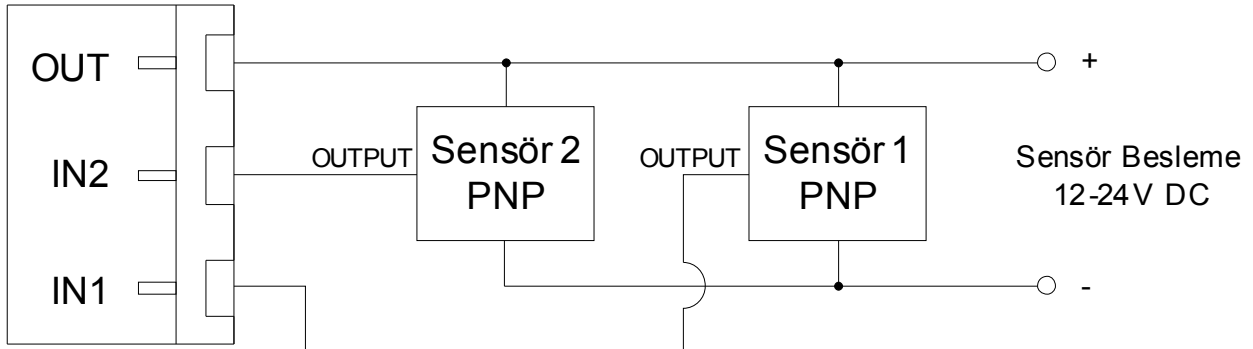 OUT
IN2
IN1
OUTPUT
Sensör 2
PNP
OUTPUT
Sensör 1
PNP
+
Sensör Besleme
12-24V DC
-